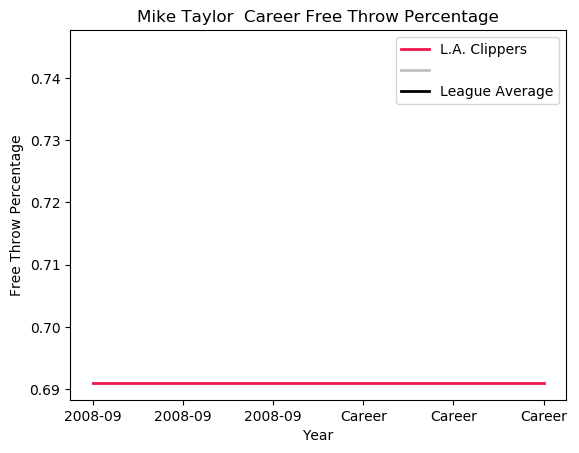 Mike Taylor  Career Free Throw Percentage
L.A. Clippers
League Average
Free Throw Percentage
0.74
0.73
0.72
0.71
0.70
0.69
2008-09 2008-09 2008-09 Career Career Career
Year